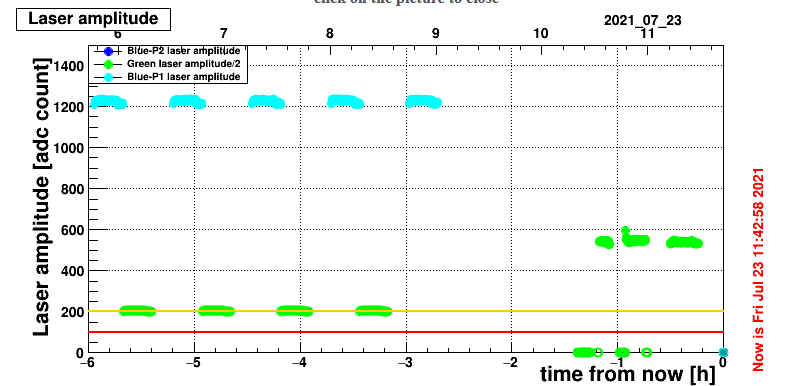 click on the picture to close
Laser amplitude
2021_07_23
6 7 8 9 10 11
Blue-P2 laser amplitude
Green laser amplitude/2
Blue-P1 laser amplitude
Laser amplitude [adc count]
1400
1200
1000
800
600
400
200
0
−6 −5 −4 −3 −2 −1 0
time from now [h]
Now is Fri Jul 23 11:42:58 2021